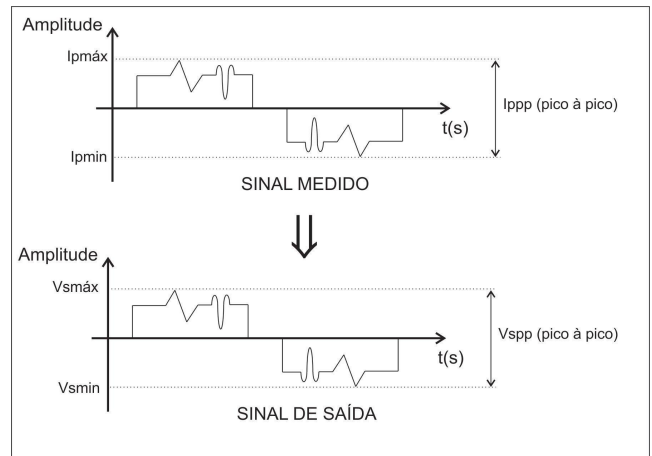 Amplitude
Ipmáx
Ippp (pico à pico)
t(s)
Ipmin
SINAL MEDIDO
Amplitude
Vsmáx
Vspp (pico à pico)
t(s)
Vsmin
SINAL DE SAÍDA